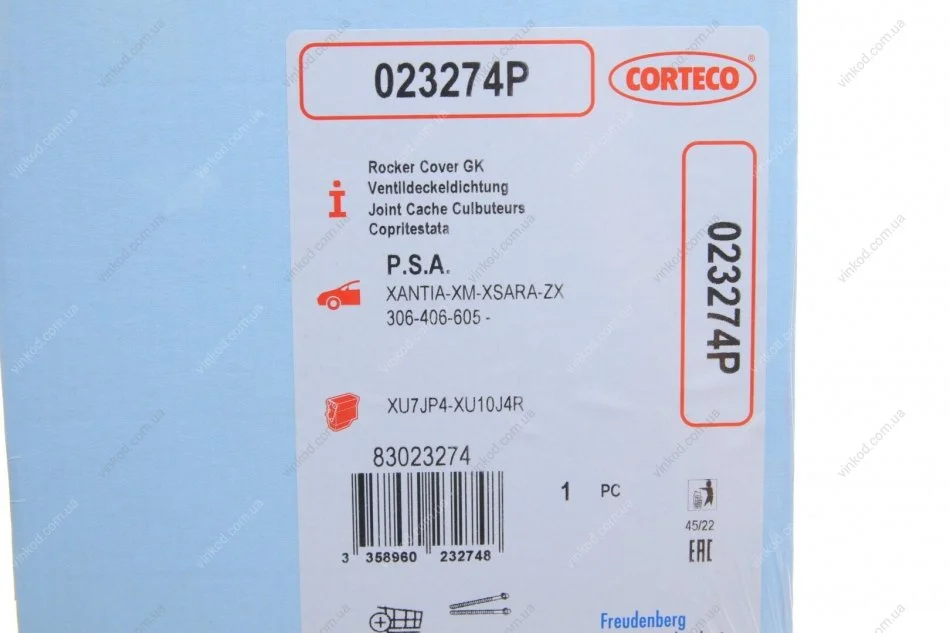 023274P
CORTECO®
Rocker Cover GK
Ventildeckeldichtung
Joint Cache Culbuteurs
Copritestata
023274P
P.S.A.
XANTIA-XM-XSARA-ZX
306-406-605 -
XU7JP4-XU10J4R
83023274
3 358960 232748
1 PC
45/22
EAC
Freudenberg
vinkod.com.ua